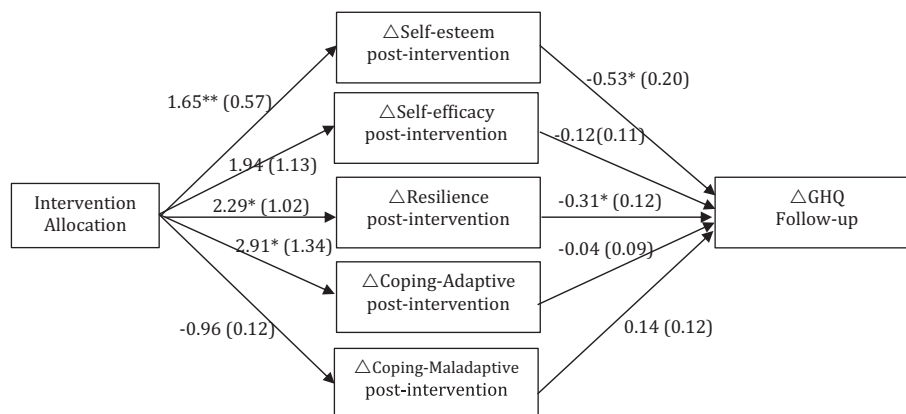 △Self-esteem
post-intervention
-0.53* (0.20)
1.65** (0.57)
△Self-efficacy
post-intervention
-0.12(0.11)
1.94 (1.13)
Intervention
Allocation
2.29* (1.02)
△Resilience
post-intervention
-0.31* (0.12)
△GHQ
Follow-up
2.91* (1.34)
-0.04 (0.09)
△Coping-Adaptive
post-intervention
-0.96 (0.12)
0.14 (0.12)
△Coping-Maladaptive
post-intervention